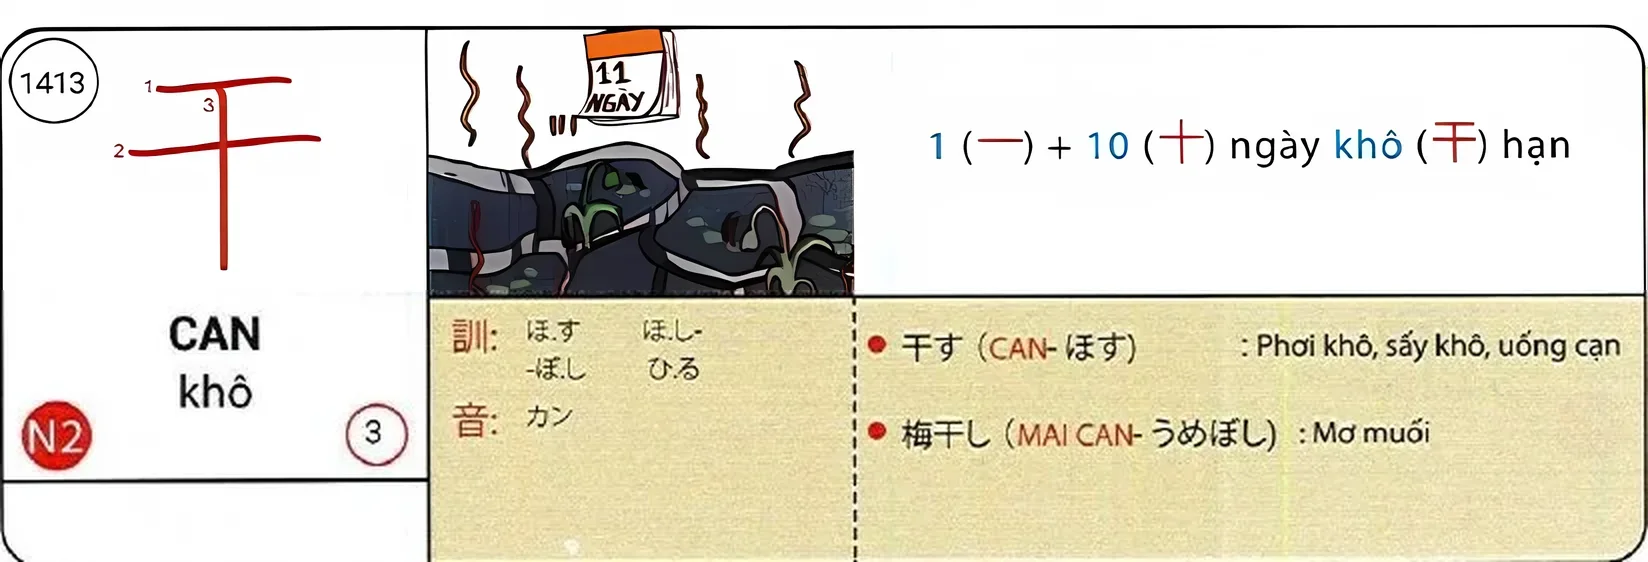 1413
1
3
2
干
CAN
khô
N2
3
11
NGÀY
1 (一) + 10 (十) ngày khô (干) hạn
訓: ほ.す ほ.し-
-ぼ.し ひ.る
音: カン
干す (CAN- ほす) : Phơi khô, sấy khô, uống cạn
梅干し (MAI CAN- うめぼし) : Mơ muối